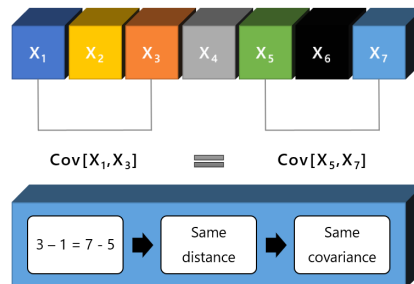 X₁ X₂ X₃ X₄ X₅ X₆ X₇
Cov[X₁,X₃] = Cov[X₅,X₇]
3 – 1 = 7 - 5
Same
distance
Same
covariance